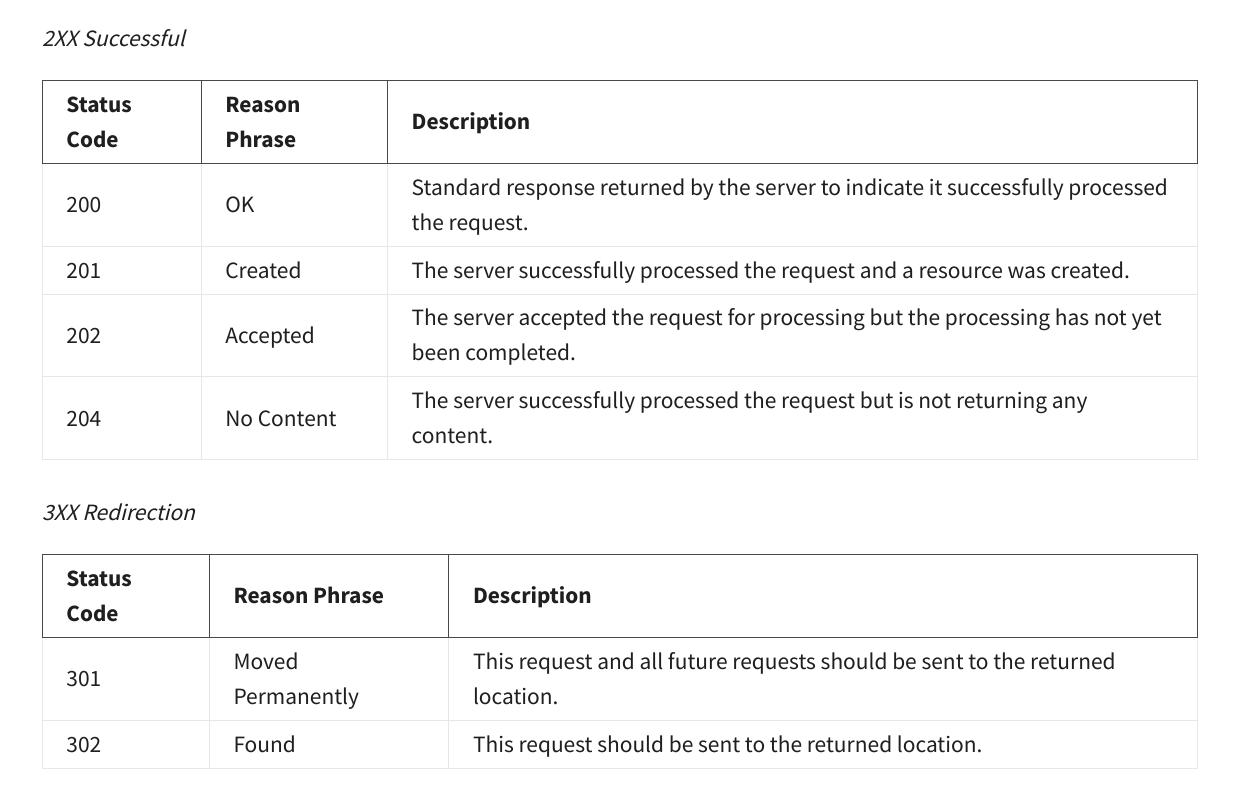 2XX Successful
Status Code | Reason Phrase | Description
200 | OK | Standard response returned by the server to indicate it successfully processed the request.
201 | Created | The server successfully processed the request and a resource was created.
202 | Accepted | The server accepted the request for processing but the processing has not yet been completed.
204 | No Content | The server successfully processed the request but is not returning any content.
3XX Redirection
Status Code | Reason Phrase | Description
301 | Moved Permanently | This request and all future requests should be sent to the returned location.
302 | Found | This request should be sent to the returned location.